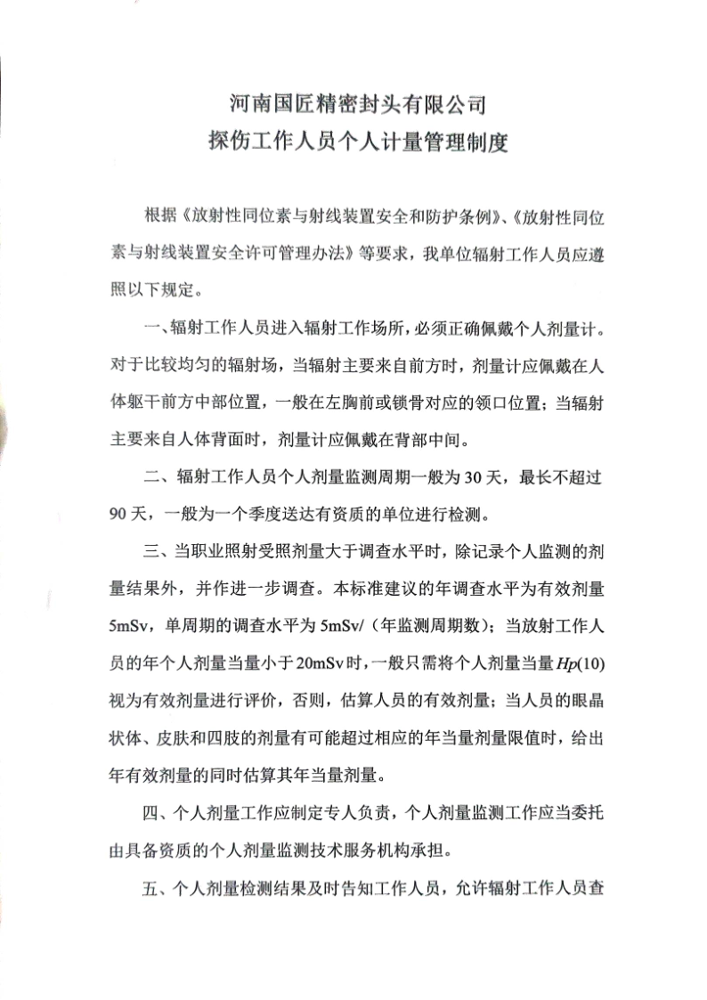 河南国匠精密封头有限公司
探伤工作人员个人计量管理制度
根据《放射性同位素与射线装置安全和防护条例》、《放射性同位
素与射线装置安全许可管理办法》等要求，我单位辐射工作人员应遵
照以下规定。
一、辐射工作人员进入辐射工作场所，必须正确佩戴个人剂量计。
对于比较均匀的辐射场，当辐射主要来自前方时，剂量计应佩戴在人
体躯干前方中部位置，一般在左胸前或锁骨对应的领口位置；当辐射
主要来自人体背面时，剂量计应佩戴在背部中间。
二、辐射工作人员个人剂量监测周期一般为 30 天，最长不超过
90 天，一般为一个季度送达有资质的单位进行检测。
三、当职业照射受照剂量大于调查水平时，除记录个人监测的剂
量结果外，并作进一步调查。本标准建议的年调查水平为有效剂量
5mSv，单周期的调查水平为 5mSv/（年监测周期数）；当放射工作人
员的年个人剂量当量小于 20mSv 时，一般只需将个人剂量当量 Hp(10)
视为有效剂量进行评价，否则，估算人员的有效剂量；当人员的眼晶
状体、皮肤和四肢的剂量有可能超过相应的年当量剂量限值时，给出
年有效剂量的同时估算其年当量剂量。
四、个人剂量工作应制定专人负责，个人剂量监测工作应当委托
由具备资质的个人剂量监测技术服务机构承担。
五、个人剂量检测结果及时告知工作人员，允许辐射工作人员查